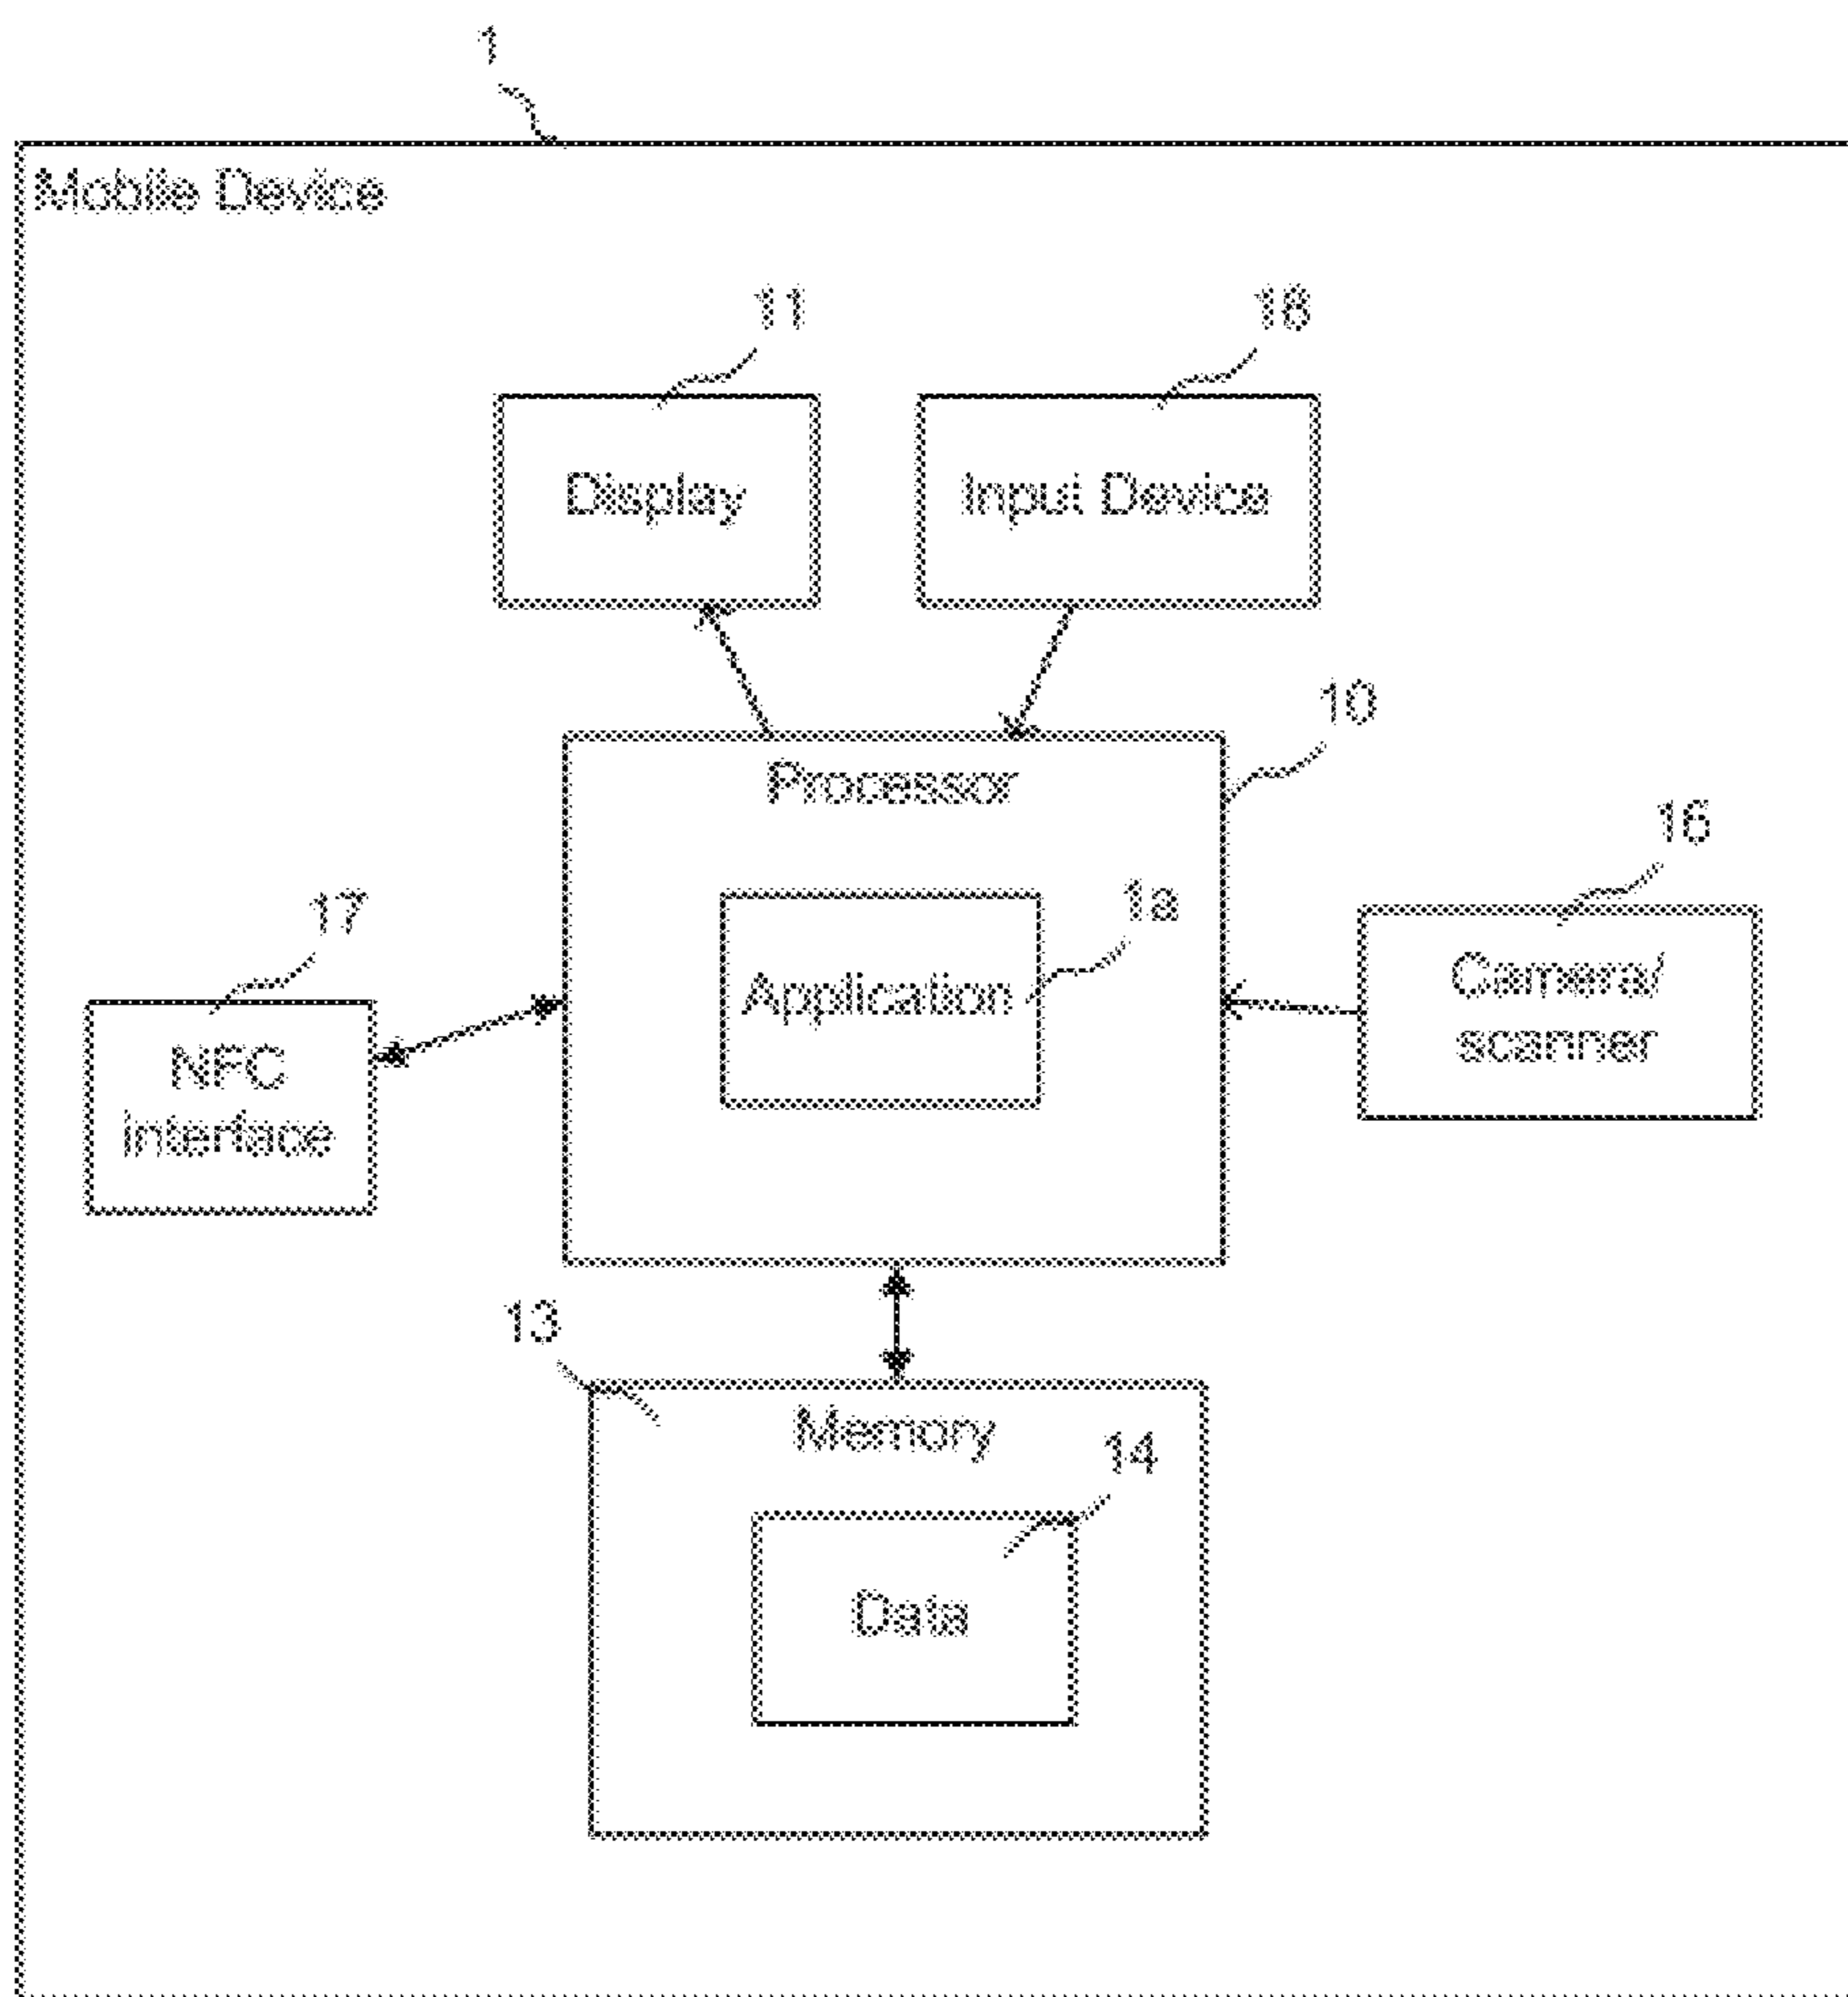 1
Mobile Device
11
18
Display
Input Device
10
Processor
16
17
1a
Camera/
scanner
Application
NFC
interface
13
Memory
14
Data